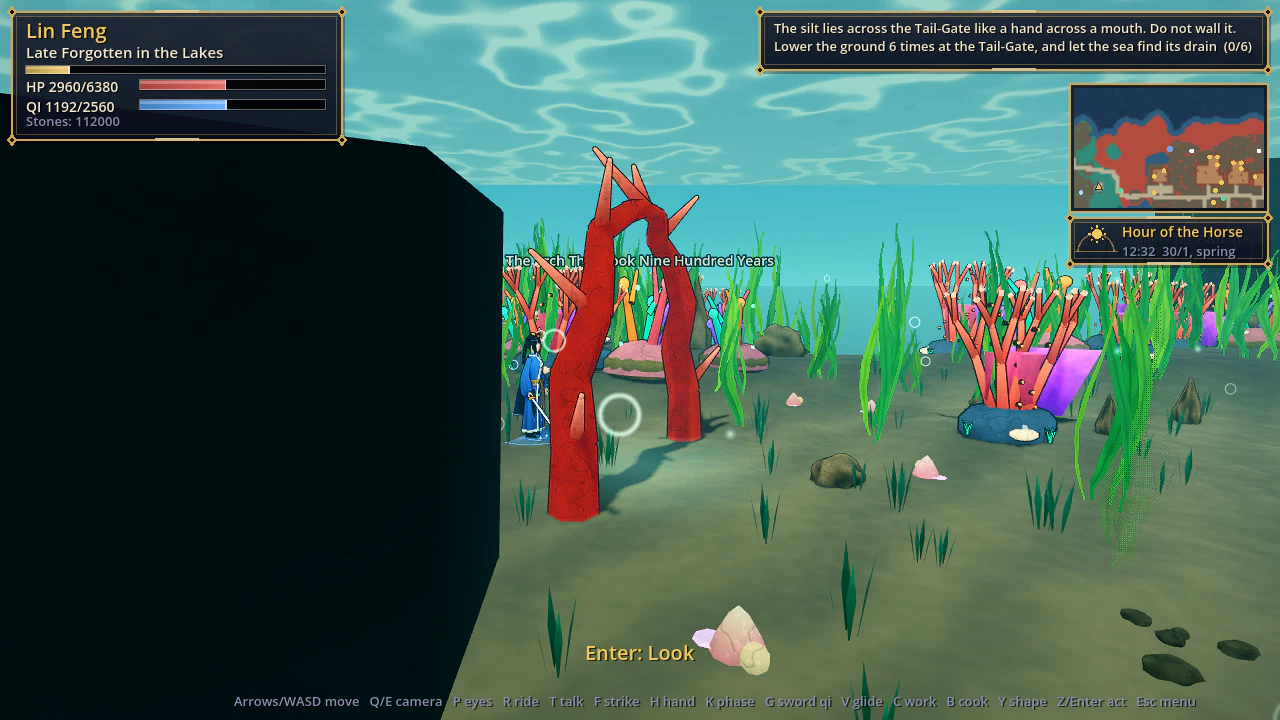 Lin Feng
Late Forgotten in the Lakes
HP 2960/6380
QI 1192/2560
Stones: 112000
The silt lies across the Tail-Gate like a hand across a mouth. Do not wall it.
Lower the ground 6 times at the Tail-Gate, and let the sea find its drain (0/6)
Hour of the Horse
12:32 30/1, spring
The Arch That Took Nine Hundred Years
Enter: Look
Arrows/WASD move Q/E camera P eyes R ride T talk F strike H hand K phase G sword qi V glide C work B cook Y shape Z/Enter act Esc menu